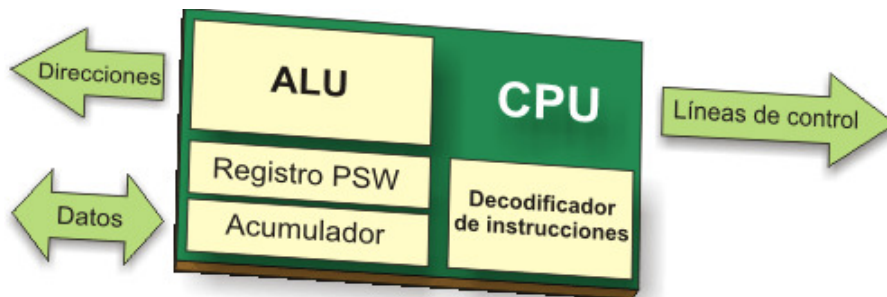 Direcciones
Datos
ALU
Registro PSW
Acumulador
CPU
Decodificador
de instrucciones
Líneas de control